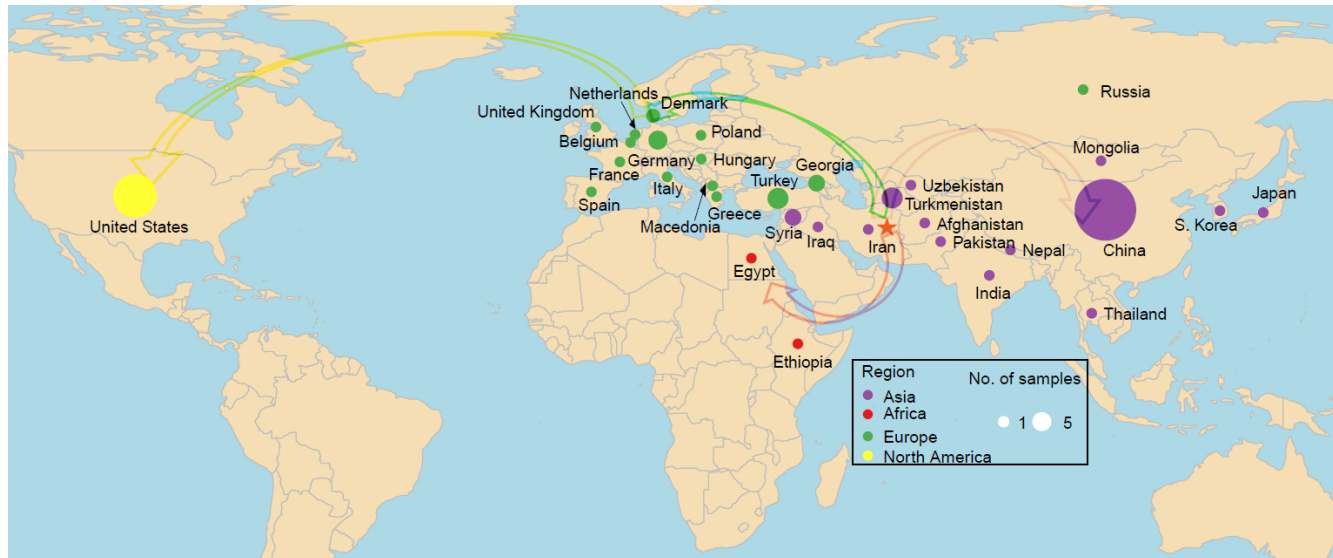 Russia
Netherlands
United Kingdom
Denmark
Poland
Belgium
Mongolia
Germany
Hungary
Georgia
France
Italy
Turkey
Uzbekistan
Japan
Spain
Turkmenistan
Greece
United States
Macedonia
Syria
Iraq
Iran
Afghanistan
S. Korea
Pakistan
Nepal
China
Egypt
India
Thailand
Ethiopia
Region
No. of samples
Asia
Africa
1
5
Europe
North America